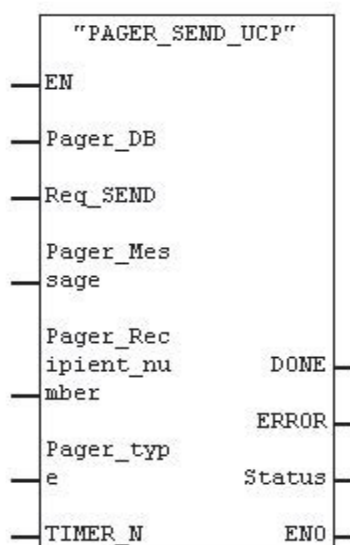 "PAGER_SEND_UCP"
EN
Pager_DB
Req_SEND
Pager_Mes
sage
Pager_Rec
ipient_nu DONE
mber
ERROR
Pager_typ
e Status
TIMER_N ENO